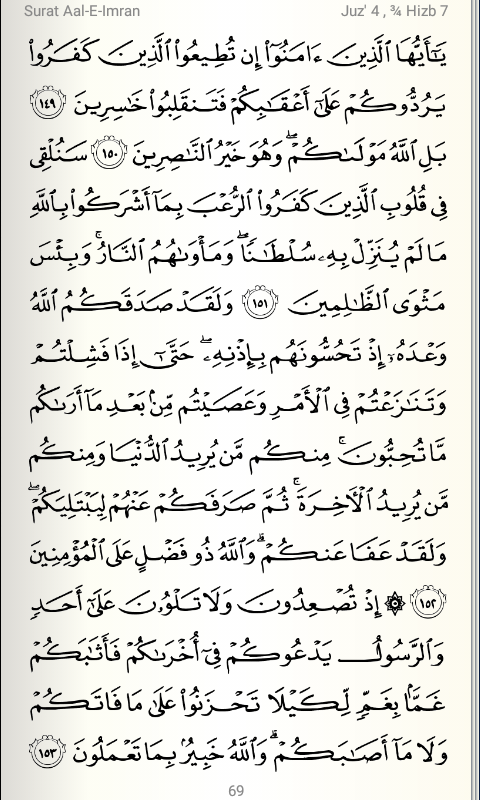 Surat Aal-E-Imran Juz' 4 , ¾ Hizb 7
يَـٰٓأَيُّهَا ٱلَّذِينَ ءَامَنُوٓا۟ إِن تُطِيعُوا۟ ٱلَّذِينَ كَفَرُوا۟
يَرُدُّوكُمْ عَلَىٰٓ أَعْقَـٰبِكُمْ فَتَنقَلِبُوا۟ خَـٰسِرِينَ ١٤٩
بَلِ ٱللَّهُ مَوْلَىٰكُمْ ۖ وَهُوَ خَيْرُ ٱلنَّـٰصِرِينَ ١٥٠ سَنُلْقِى
فِى قُلُوبِ ٱلَّذِينَ كَفَرُوا۟ ٱلرُّعْبَ بِمَآ أَشْرَكُوا۟ بِٱللَّهِ
مَا لَمْ يُنَزِّلْ بِهِۦ سُلْطَـٰنًا ۖ وَمَأْوَىٰهُمُ ٱلنَّارُ ۚ وَبِئْسَ
مَثْوَى ٱلظَّـٰلِمِينَ ١٥١ وَلَقَدْ صَدَقَكُمُ ٱللَّهُ
وَعْدَهُۥٓ إِذْ تَحُسُّونَهُم بِإِذْنِهِۦ ۖ حَتَّىٰٓ إِذَا فَشِلْتُمْ
وَتَنَـٰزَعْتُمْ فِى ٱلْأَمْرِ وَعَصَيْتُم مِّنۢ بَعْدِ مَآ أَرَىٰكُم
مَّا تُحِبُّونَ ۚ مِنكُم مَّن يُرِيدُ ٱلدُّنْيَا وَمِنكُم
مَّن يُرِيدُ ٱلْـَٔاخِرَةَ ۚ ثُمَّ صَرَفَكُمْ عَنْهُمْ لِيَبْتَلِيَكُمْ ۖ
وَلَقَدْ عَفَا عَنكُمْ ۗ وَٱللَّهُ ذُو فَضْلٍ عَلَى ٱلْمُؤْمِنِينَ
١٥٢ ۞ إِذْ تُصْعِدُونَ وَلَا تَلْوُۥنَ عَلَىٰٓ أَحَدٍ
وَٱلرَّسُولُ يَدْعُوكُمْ فِىٓ أُخْرَىٰكُمْ فَأَثَـٰبَكُمْ
غَمًّۢا بِغَمٍّ لِّكَيْلَا تَحْزَنُوا۟ عَلَىٰ مَا فَاتَكُمْ
وَلَا مَآ أَصَـٰبَكُمْ ۗ وَٱللَّهُ خَبِيرٌۢ بِمَا تَعْمَلُونَ ١٥٣
69